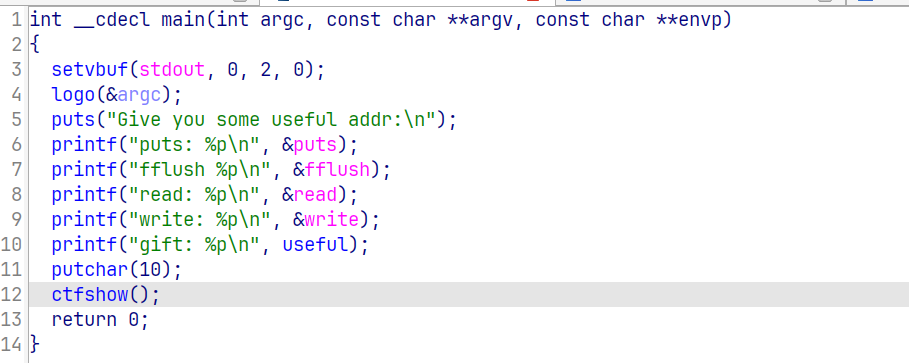 1 int __cdecl main(int argc, const char **argv, const char **envp)
2 {
3   setvbuf(stdout, 0, 2, 0);
4   logo(&argc);
5   puts("Give you some useful addr:\n");
6   printf("puts: %p\n", &puts);
7   printf("fflush %p\n", &fflush);
8   printf("read: %p\n", &read);
9   printf("write: %p\n", &write);
10   printf("gift: %p\n", useful);
11   putchar(10);
12   ctfshow();
13   return 0;
14 }